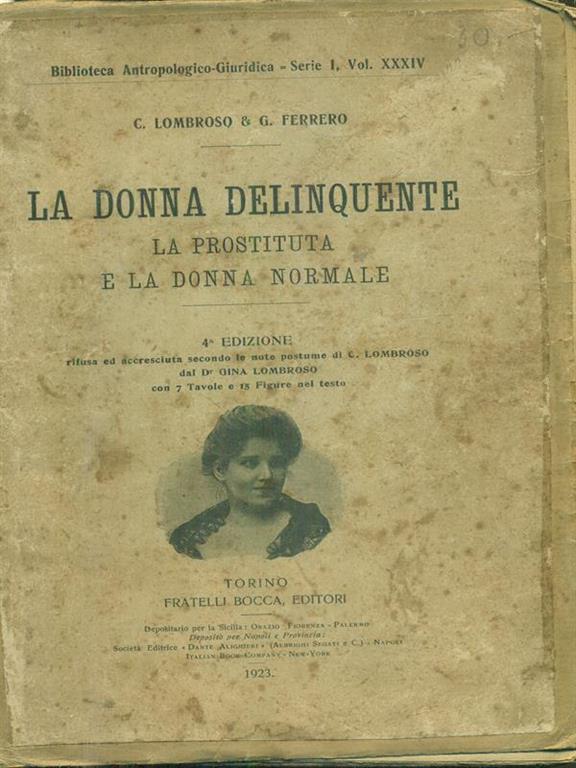 30
Biblioteca Antropologico-Giuridica = Serie I, Vol. XXXIV
C. LOMBROSO & G. FERRERO
LA DONNA DELINQUENTE
LA PROSTITUTA
E LA DONNA NORMALE
4ª EDIZIONE
rifusa ed accresciuta secondo le note postume di C. LOMBROSO
dal Dr GINA LOMBROSO
con 7 Tavole e 15 Figure nel testo
TORINO
FRATELLI BOCCA, EDITORI
Depositario per la Sicilia: ORAZIO FIORENZA - PALERMO
Deposito per Napoli e Provincia:
Società Editrice « DANTE ALIGHIERI » (ALBRIGHI SEGATI e C.) - NAPOLI
ITALIAN BOOK-COMPANY - NEW-YORK
1923.